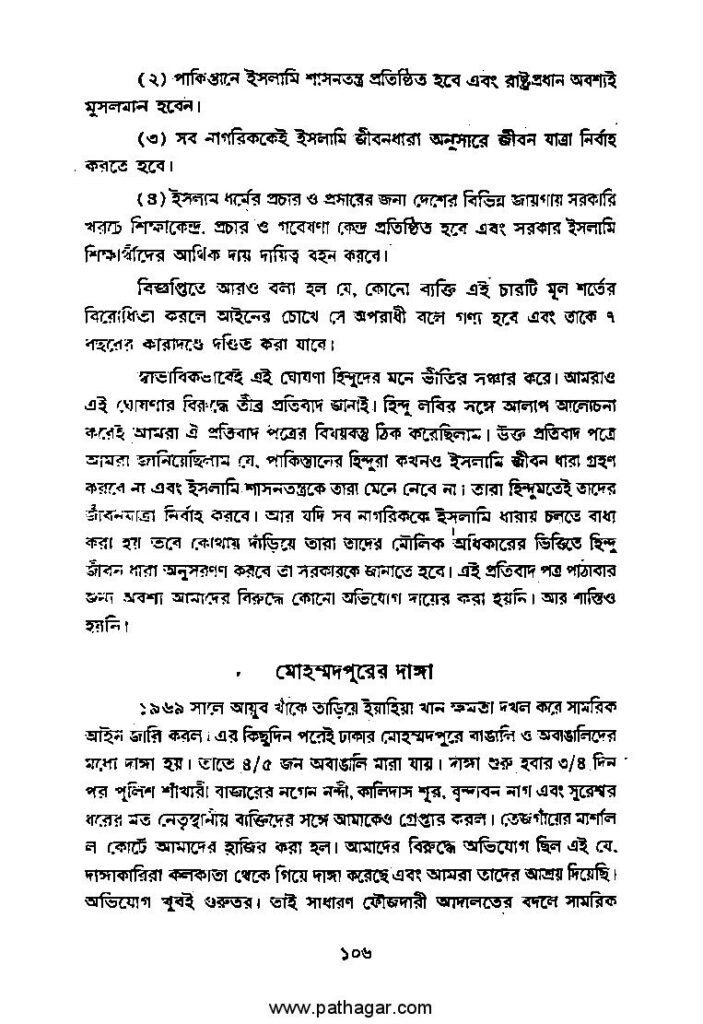 (২) পাকিস্তানে ইসলামি শাসনতন্ত্র প্রতিষ্ঠিত হবে এবং রাষ্ট্রপ্রধান অবশ্যই
মুসলমান হবেন।
(৩) সব নাগরিককেই ইসলামি জীবনধারা অনুসারে জীবন যাত্রা নির্বাহ
করতে হবে।
(৪) ইসলাম ধর্মের প্রচার ও প্রসারের জন্য দেশের বিভিন্ন জায়গায় সরকারি
খরচে শিক্ষাকেন্দ্র, প্রচার ও গবেষণা কেন্দ্র প্রতিষ্ঠিত হবে এবং সরকার ইসলামি
শিক্ষার্থীদের আর্থিক দায় দায়িত্ব বহন করবে।
বিজ্ঞপ্তিতে আরও বলা হল যে, কোনো ব্যক্তি এই চারটি মূল শর্তের
বিরোধিতা করলে আইনের চোখে সে অপরাধী বলে গণ্য হবে এবং তাকে ৭
বছরের কারাদণ্ডে দণ্ডিত করা যাবে।
স্বাভাবিকভাবেই এই ঘোষণা হিন্দুদের মনে ভীতির সঞ্চার করে। আমরাও
এই ঘোষণার বিরুদ্ধে তীব্র প্রতিবাদ জানাই। হিন্দু লবির সঙ্গে আলাপ আলোচনা
করেই আমরা ঐ প্রতিবাদ পত্রের বিষয়বস্তু ঠিক করেছিলাম। উক্ত প্রতিবাদ পত্রে
আমরা জানিয়েছিলাম যে, পাকিস্তানের হিন্দুরা কখনও ইসলামি জীবন ধারা গ্রহণ
করবে না এবং ইসলামি শাসনতন্ত্রকে তারা মেনে নেবে না। তারা হিন্দুমতেই তাদের
জীবনযাত্রা নির্বাহ করবে। আর যদি সব নাগরিককে ইসলামি ধারায় চলতে বাধ্য
করা হয় তবে কোথায় দাঁড়িয়ে তারা তাদের মৌলিক অধিকারের ভিত্তিতে হিন্দু
জীবন ধারা অনুসরণণ করবে তা সরকারকে জানাতে হবে। এই প্রতিবাদ পত্র পাঠাবার
জন্য অবশ্য আমাদের বিরুদ্ধে কোনো অভিযোগ দায়ের করা হয়নি। আর শাস্তিও
হয়নি।
মোহম্মদপুরের দাঙ্গা
১৯৬৯ সালে আয়ুব খাঁকে তাড়িয়ে ইয়াহিয়া খান ক্ষমতা দখল করে সামরিক
আইন জারি করল। এর কিছুদিন পরেই ঢাকার মোহম্মদপুরে বাঙালি ও অবাঙালিদের
মধ্যে দাঙ্গা হয়। তাতে ৪/৫ জন অবাঙালি মারা যায়। দাঙ্গা শুরু হবার ৩/৪ দিন
পর পুলিশ শাঁখারী বাজারের নগেন নন্দী, কালিদাস শূর, বৃন্দাবন নাগ এবং সুরেশ্বর
ধরের মত নেতৃস্থানীয় ব্যক্তিদের সঙ্গে আমাকেও গ্রেপ্তার করল। তেজগাঁয়ের মার্শাল
ল কোর্টে আমাদের হাজির করা হল। আমাদের বিরুদ্ধে অভিযোগ ছিল এই যে,
দাঙ্গাকারিরা কলকাতা থেকে গিয়ে দাঙ্গা করেছে এবং আমরা তাদের আশ্রয় দিয়েছি।
অভিযোগ খুবই গুরুতর। তাই সাধারণ ফৌজদারী আদালতের বদলে সামরিক
১০৬
www.pathagar.com